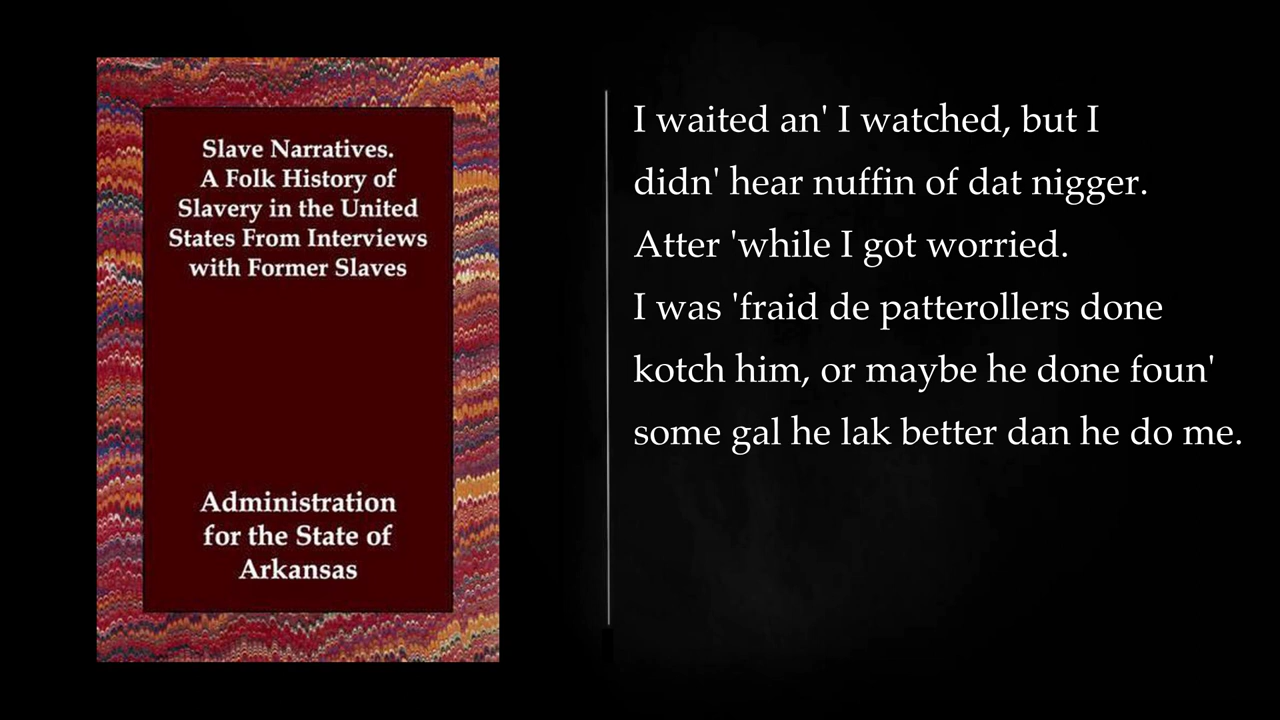 Slave Narratives.
A Folk History of
Slavery in the United
States From Interviews
with Former Slaves
Administration
for the State of
Arkansas
I waited an' I watched, but I
didn' hear nuffin of dat nigger.
Atter 'while I got worried.
I was 'fraid de patterollers done
kotch him, or maybe he done foun'
some gal he lak better dan he do me.